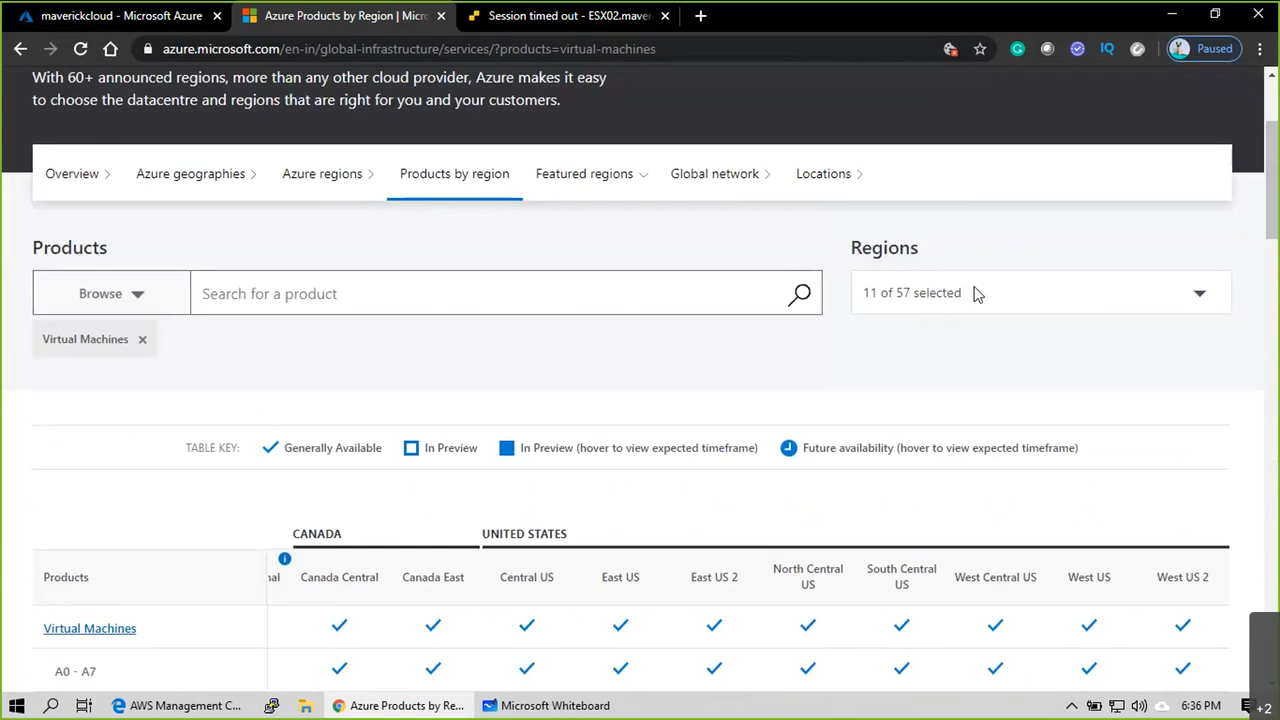 maverickcloud - Microsoft Azure
Azure Products by Region | Micro
Session timed out - ESX02.maver
azure.microsoft.com/en-in/global-infrastructure/services/?products=virtual-machines
IQ
Paused
With 60+ announced regions, more than any other cloud provider, Azure makes it easy
to choose the datacentre and regions that are right for you and your customers.
Overview
Azure geographies
Azure regions
Products by region
Featured regions
Global network
Locations
Products
Regions
Browse
Search for a product
11 of 57 selected
Virtual Machines
TABLE KEY:
Generally Available
In Preview
In Preview (hover to view expected timeframe)
Future availability (hover to view expected timeframe)
CANADA
UNITED STATES
Products
nal
Canada Central
Canada East
Central US
East US
East US 2
North Central
US
South Central
US
West Central US
West US
West US 2
Virtual Machines
A0 - A7
AWS Management C...
Azure Products by Re...
Microsoft Whiteboard
6:36 PM
+2